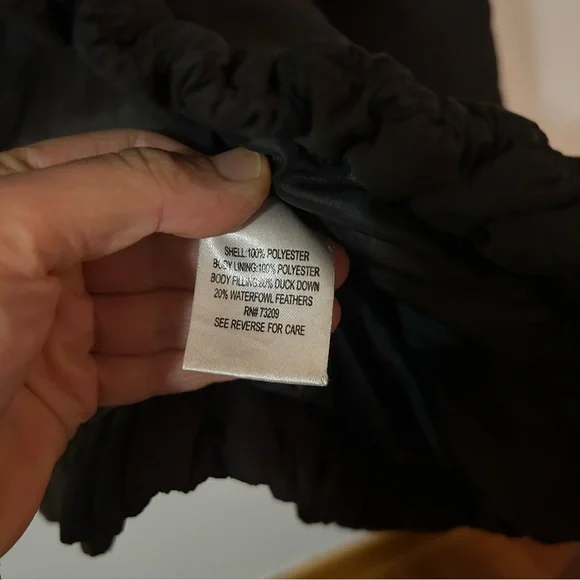 SHELL:100% POLYESTER
BODY LINING:100% POLYESTER
BODY FILLING:80% DUCK DOWN
20% WATERFOWL FEATHERS
RN# 73209
SEE REVERSE FOR CARE